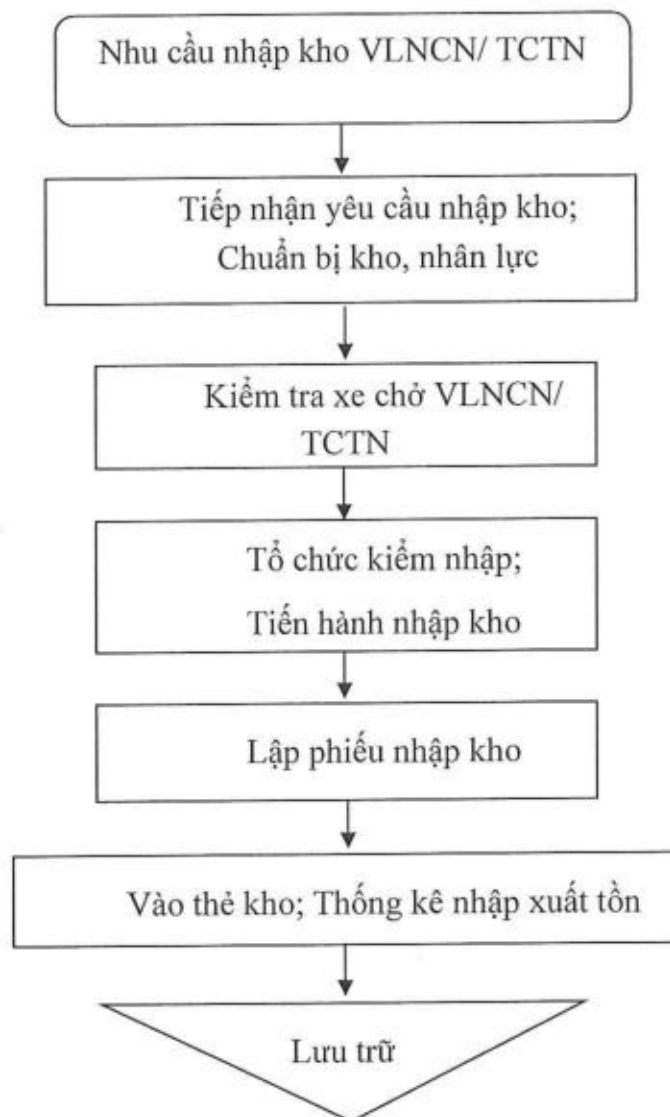 Nhu cầu nhập kho VLNCN/ TCTN
Tiếp nhận yêu cầu nhập kho;
Chuẩn bị kho, nhân lực
Kiểm tra xe chở VLNCN/
TCTN
Tổ chức kiểm nhập;
Tiến hành nhập kho
Lập phiếu nhập kho
Vào thẻ kho; Thống kê nhập xuất tồn
Lưu trữ